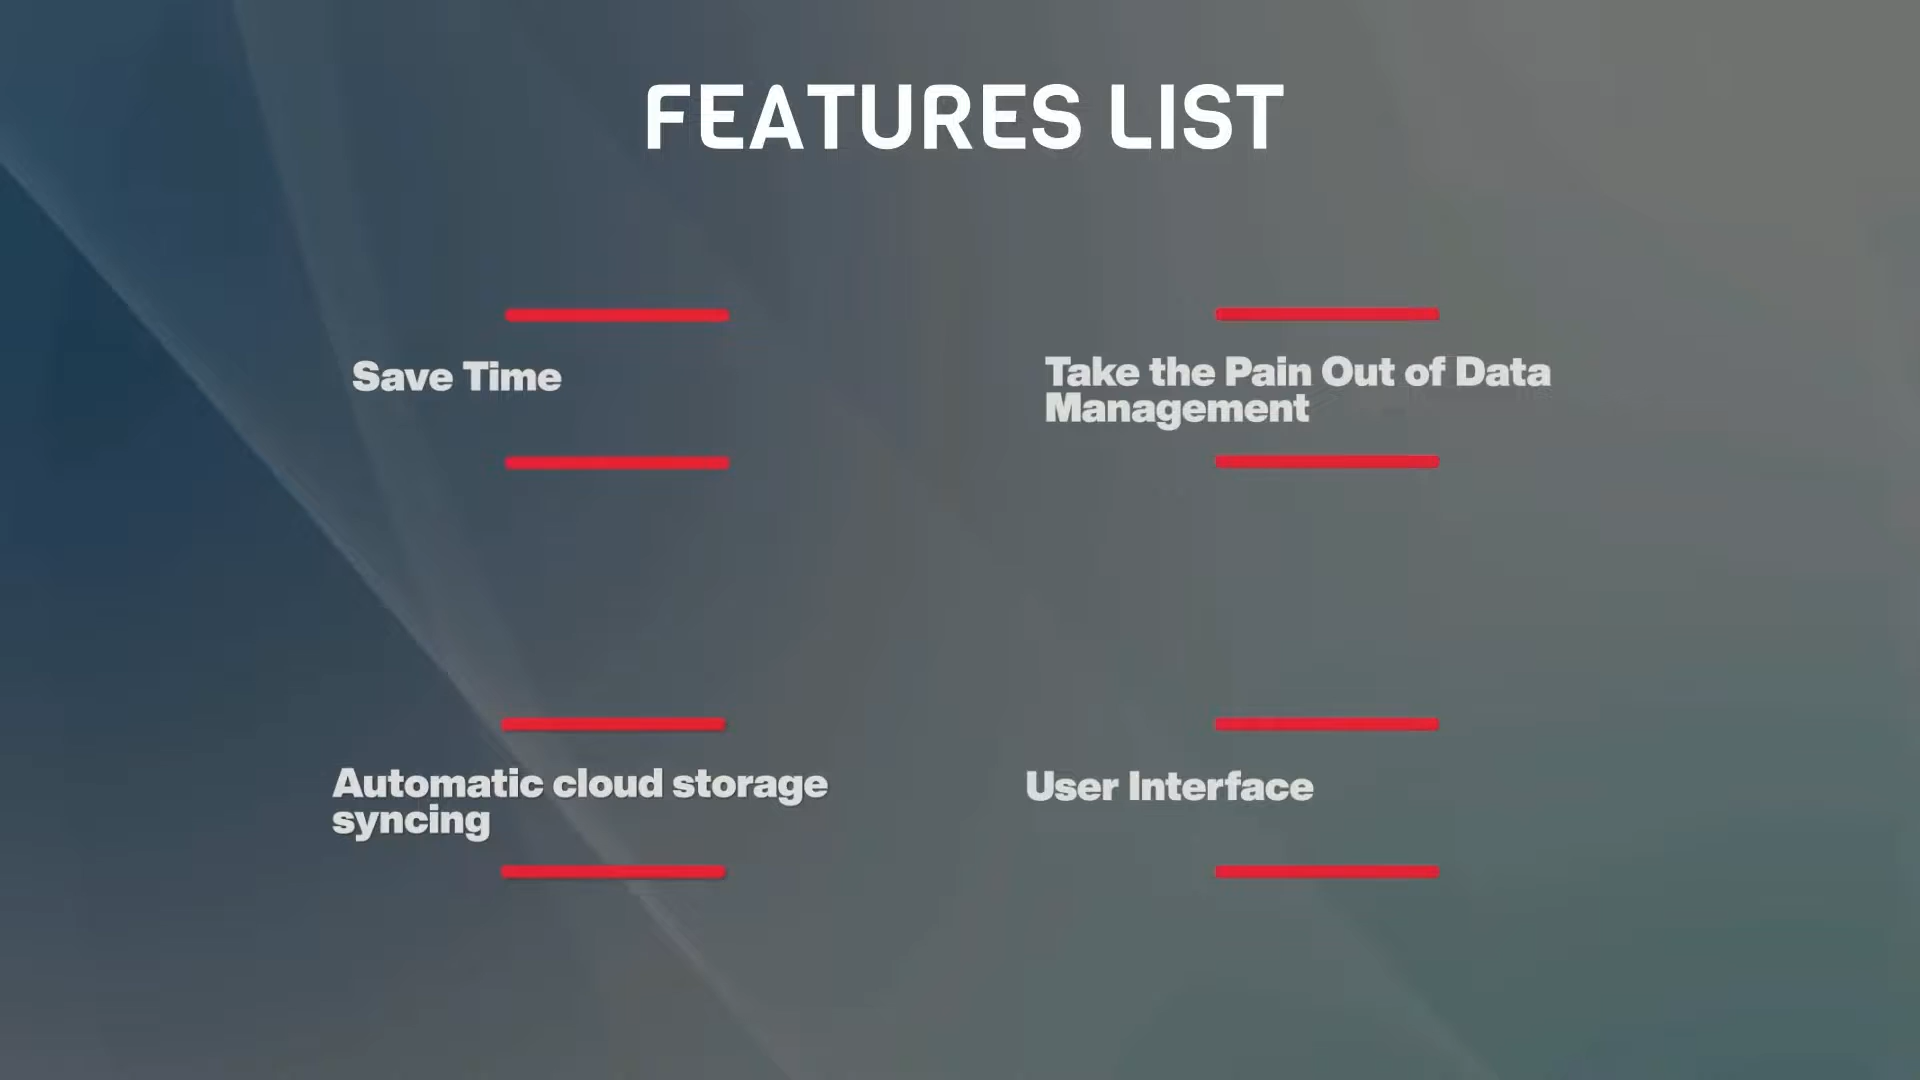 FEATURES LIST
Save Time
Take the Pain Out of Data
Management
Automatic cloud storage
syncing
User Interface